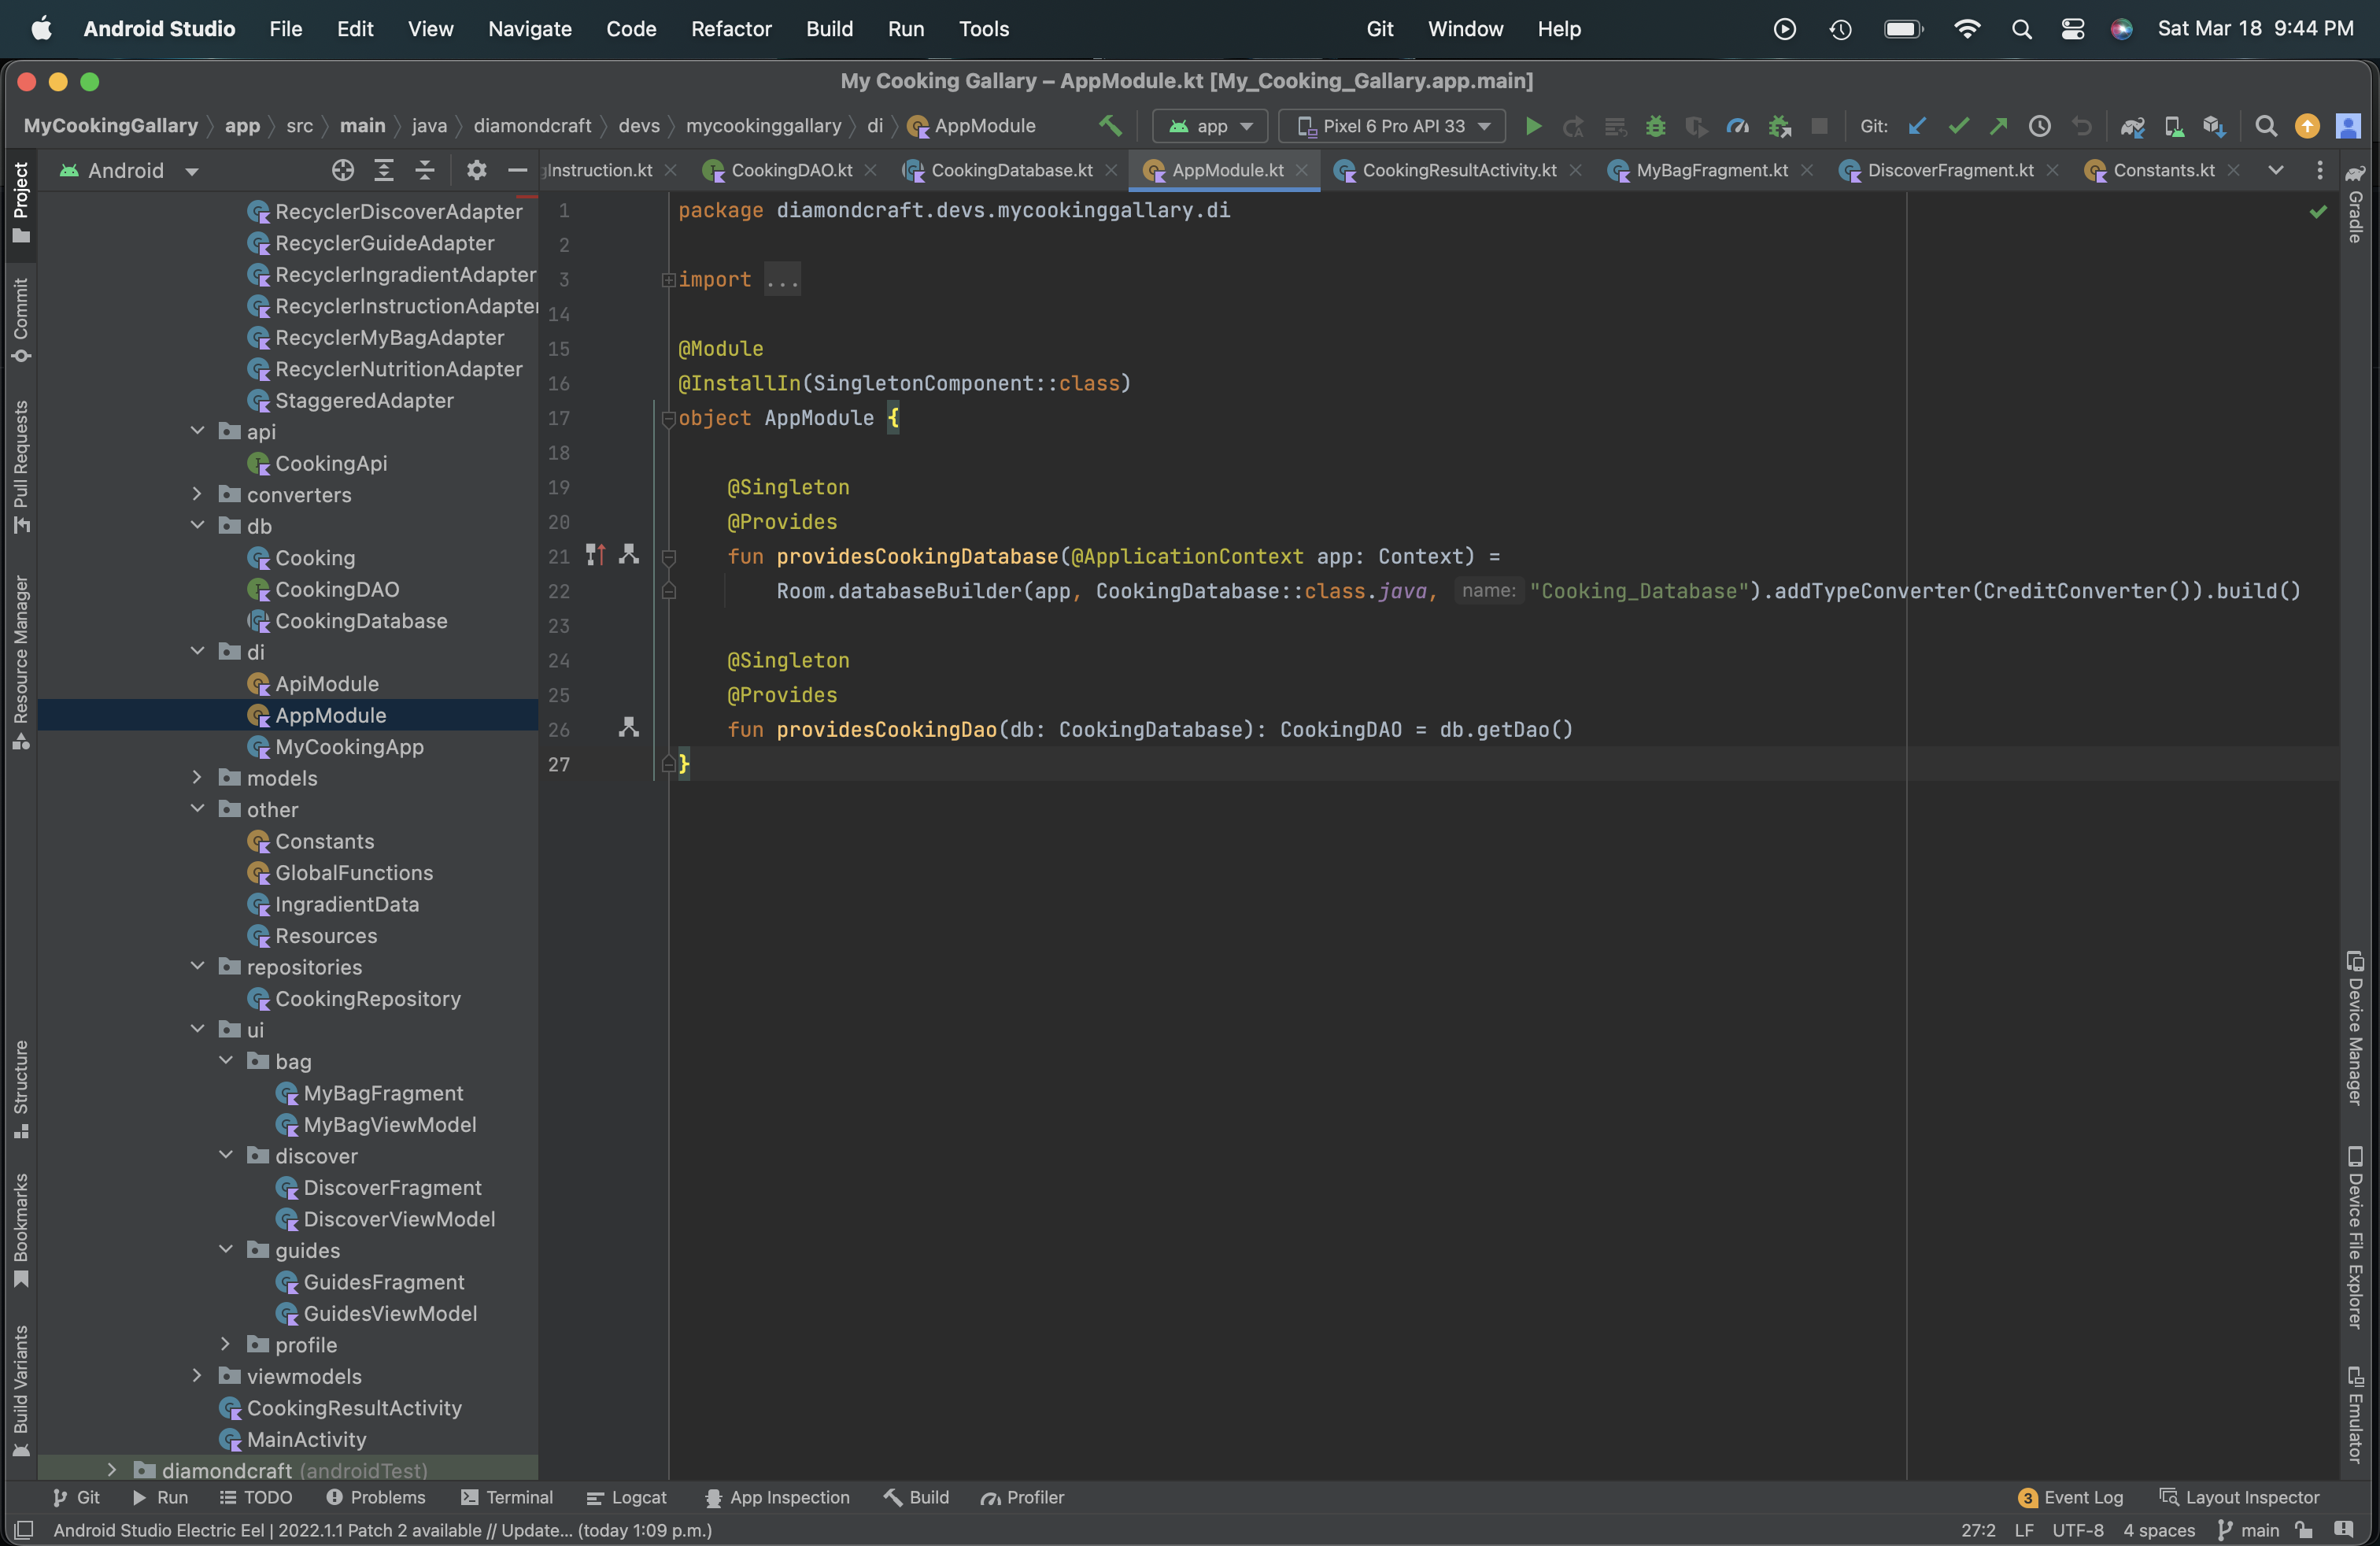 Android Studio File Edit View Navigate Code Refactor Build Run Tools Git Window Help Sat Mar 18 9:44 PM
My Cooking Gallary – AppModule.kt [My_Cooking_Gallary.app.main]
MyCookingGallary app src main java diamondcraft devs mycookinggallary di AppModule app Pixel 6 Pro API 33 Git:
Android
gInstruction.kt CookingDAO.kt CookingDatabase.kt AppModule.kt CookingResultActivity.kt MyBagFragment.kt DiscoverFragment.kt Constants.kt
Project
Commit
Pull Requests
Resource Manager
Structure
Bookmarks
Build Variants
RecyclerDiscoverAdapter
RecyclerGuideAdapter
RecyclerIngradientAdapter
RecyclerInstructionAdapter
RecyclerMyBagAdapter
RecyclerNutritionAdapter
StaggeredAdapter
api
CookingApi
converters
db
Cooking
CookingDAO
CookingDatabase
di
ApiModule
AppModule
MyCookingApp
models
other
Constants
GlobalFunctions
IngradientData
Resources
repositories
CookingRepository
ui
bag
MyBagFragment
MyBagViewModel
discover
DiscoverFragment
DiscoverViewModel
guides
GuidesFragment
GuidesViewModel
profile
viewmodels
CookingResultActivity
MainActivity
diamondcraft (androidTest)
1 package diamondcraft.devs.mycookinggallary.di
2
3 import ...
14
15 @Module
16 @InstallIn(SingletonComponent::class)
17 object AppModule {
18
19 @Singleton
20 @Provides
21 fun providesCookingDatabase(@ApplicationContext app: Context) =
22 Room.databaseBuilder(app, CookingDatabase::class.java, name: "Cooking_Database").addTypeConverter(CreditConverter()).build()
23
24 @Singleton
25 @Provides
26 fun providesCookingDao(db: CookingDatabase): CookingDAO = db.getDao()
27 }
Gradle
Device Manager
Device File Explorer
Emulator
Git Run TODO Problems Terminal Logcat App Inspection Build Profiler 3 Event Log Layout Inspector
Android Studio Electric Eel | 2022.1.1 Patch 2 available // Update... (today 1:09 p.m.) 27:2 LF UTF-8 4 spaces main